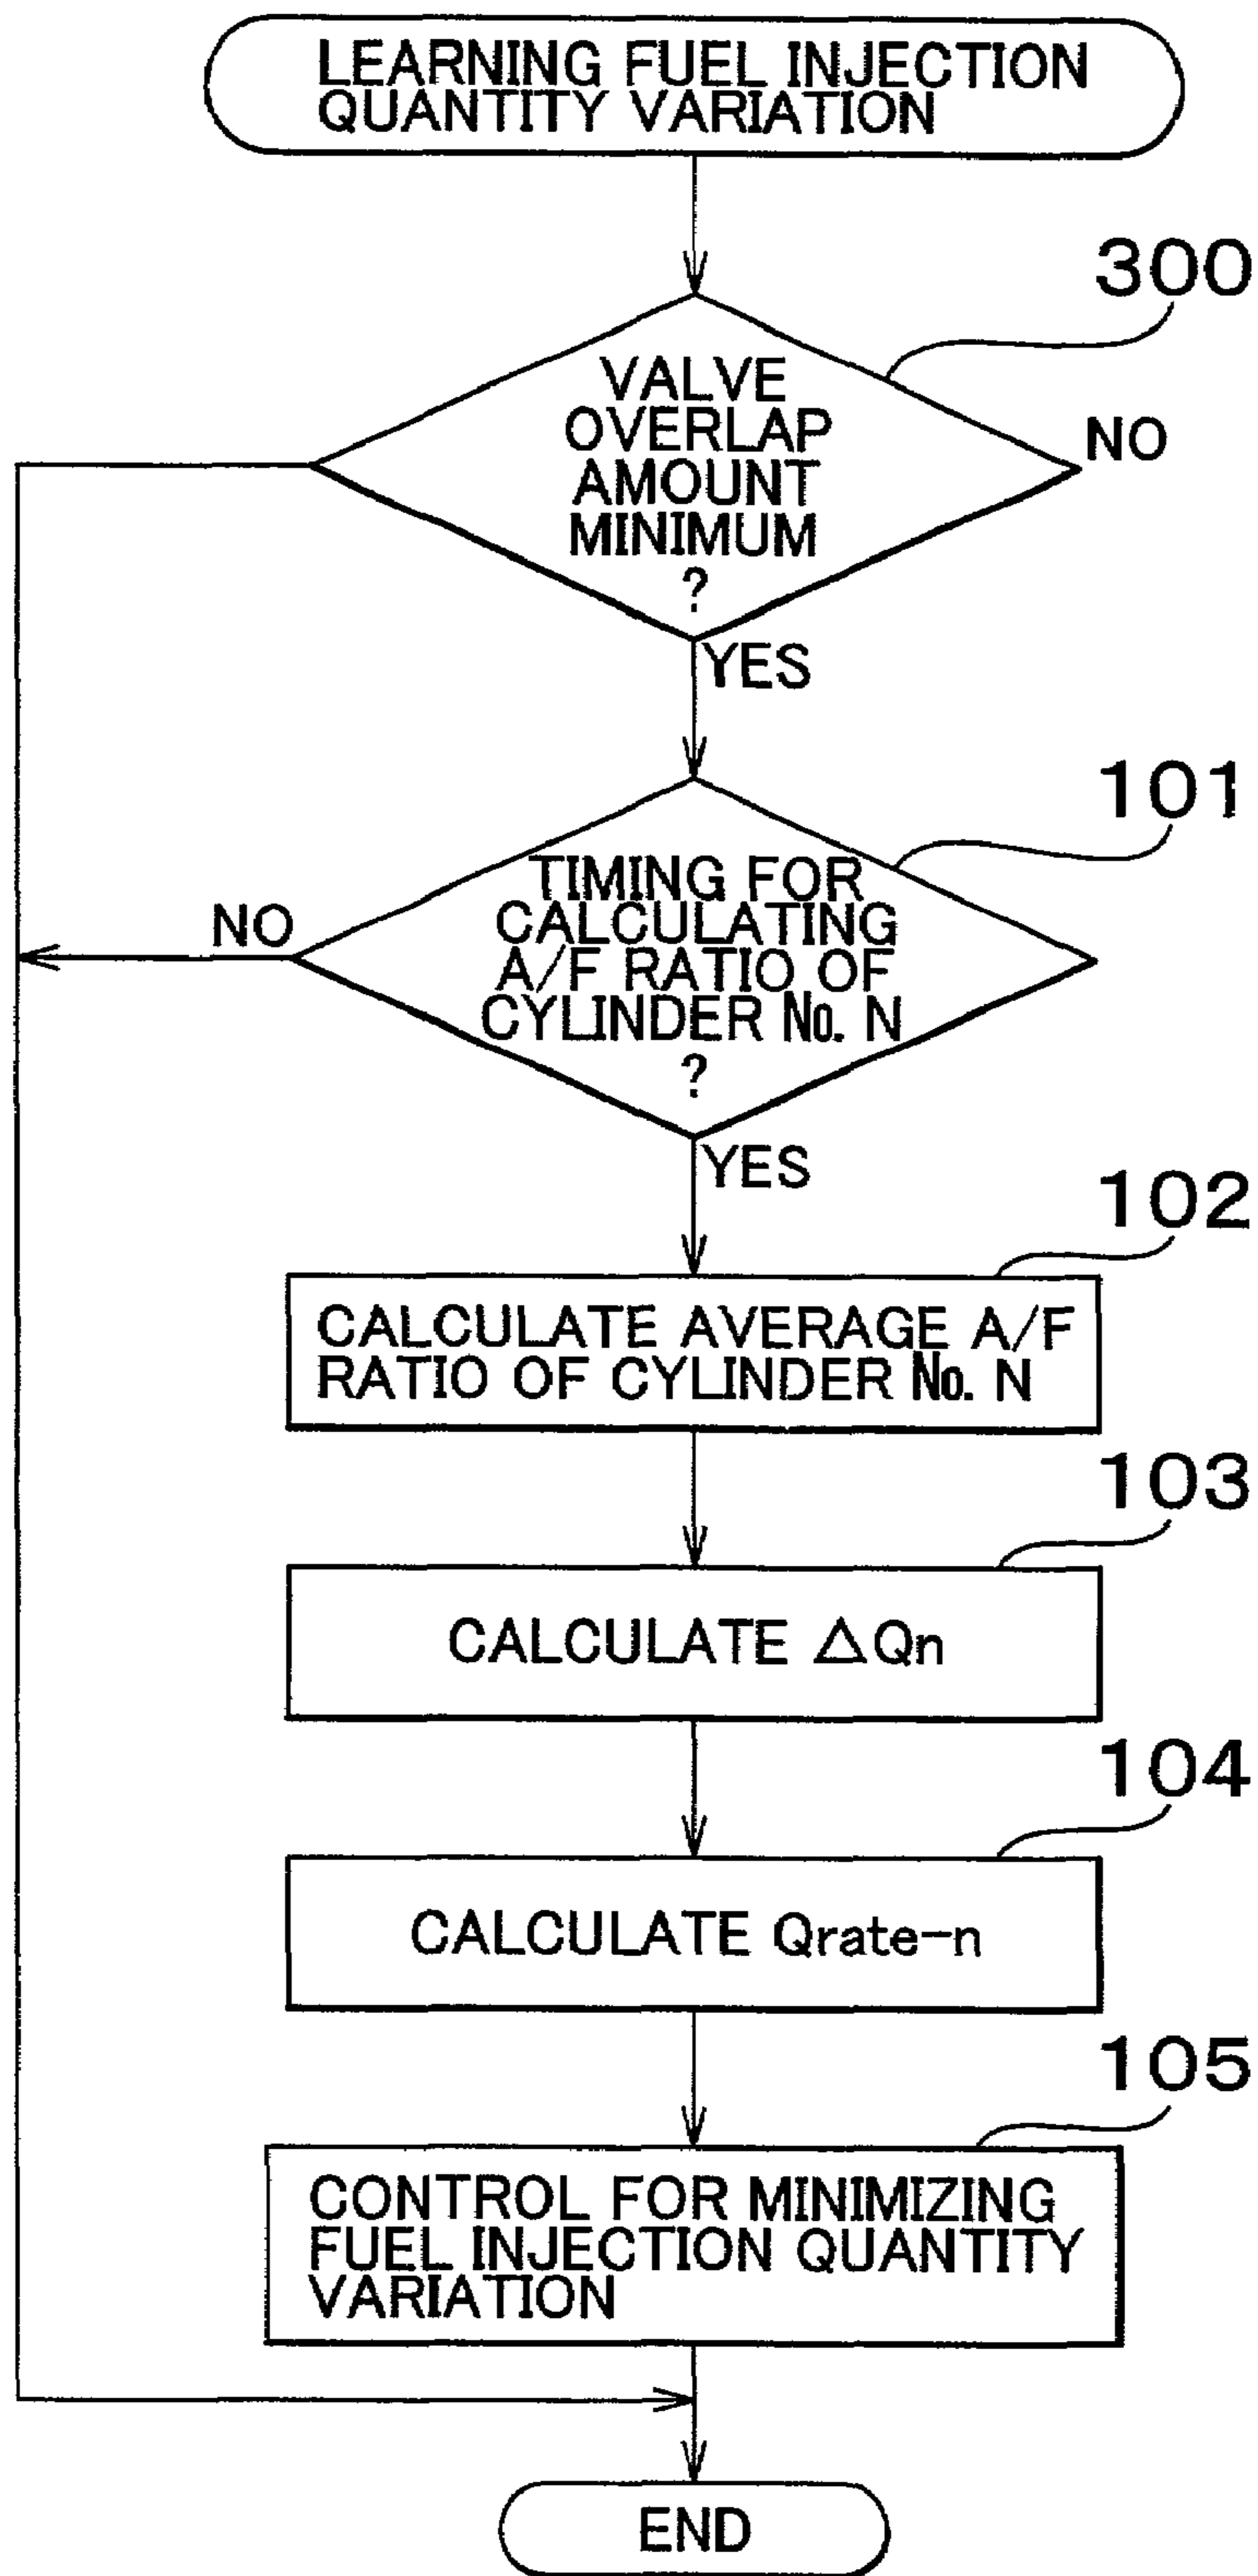 LEARNING FUEL INJECTION
QUANTITY VARIATION
300
VALVE
OVERLAP
AMOUNT
MINIMUM
?
NO
YES
101
TIMING FOR
CALCULATING
A/F RATIO OF
CYLINDER No. N
?
NO
YES
102
CALCULATE AVERAGE A/F
RATIO OF CYLINDER No. N
103
CALCULATE △Qn
104
CALCULATE Qrate-n
105
CONTROL FOR MINIMIZING
FUEL INJECTION QUANTITY
VARIATION
END